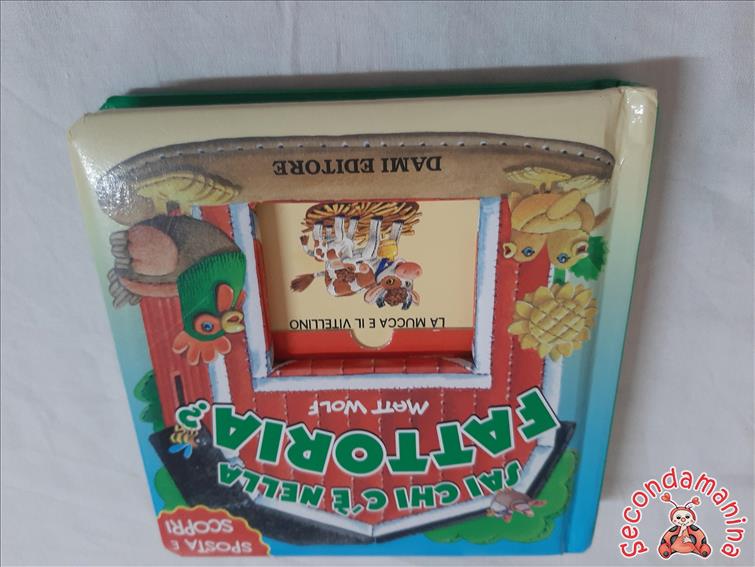 SPOSTA E
SCOPRI
SAI CHI C'È NELLA
FATTORIA?
MATT WOLF
LA MUCCA E IL VITELLINO
DAMI EDITORE
secondamanina